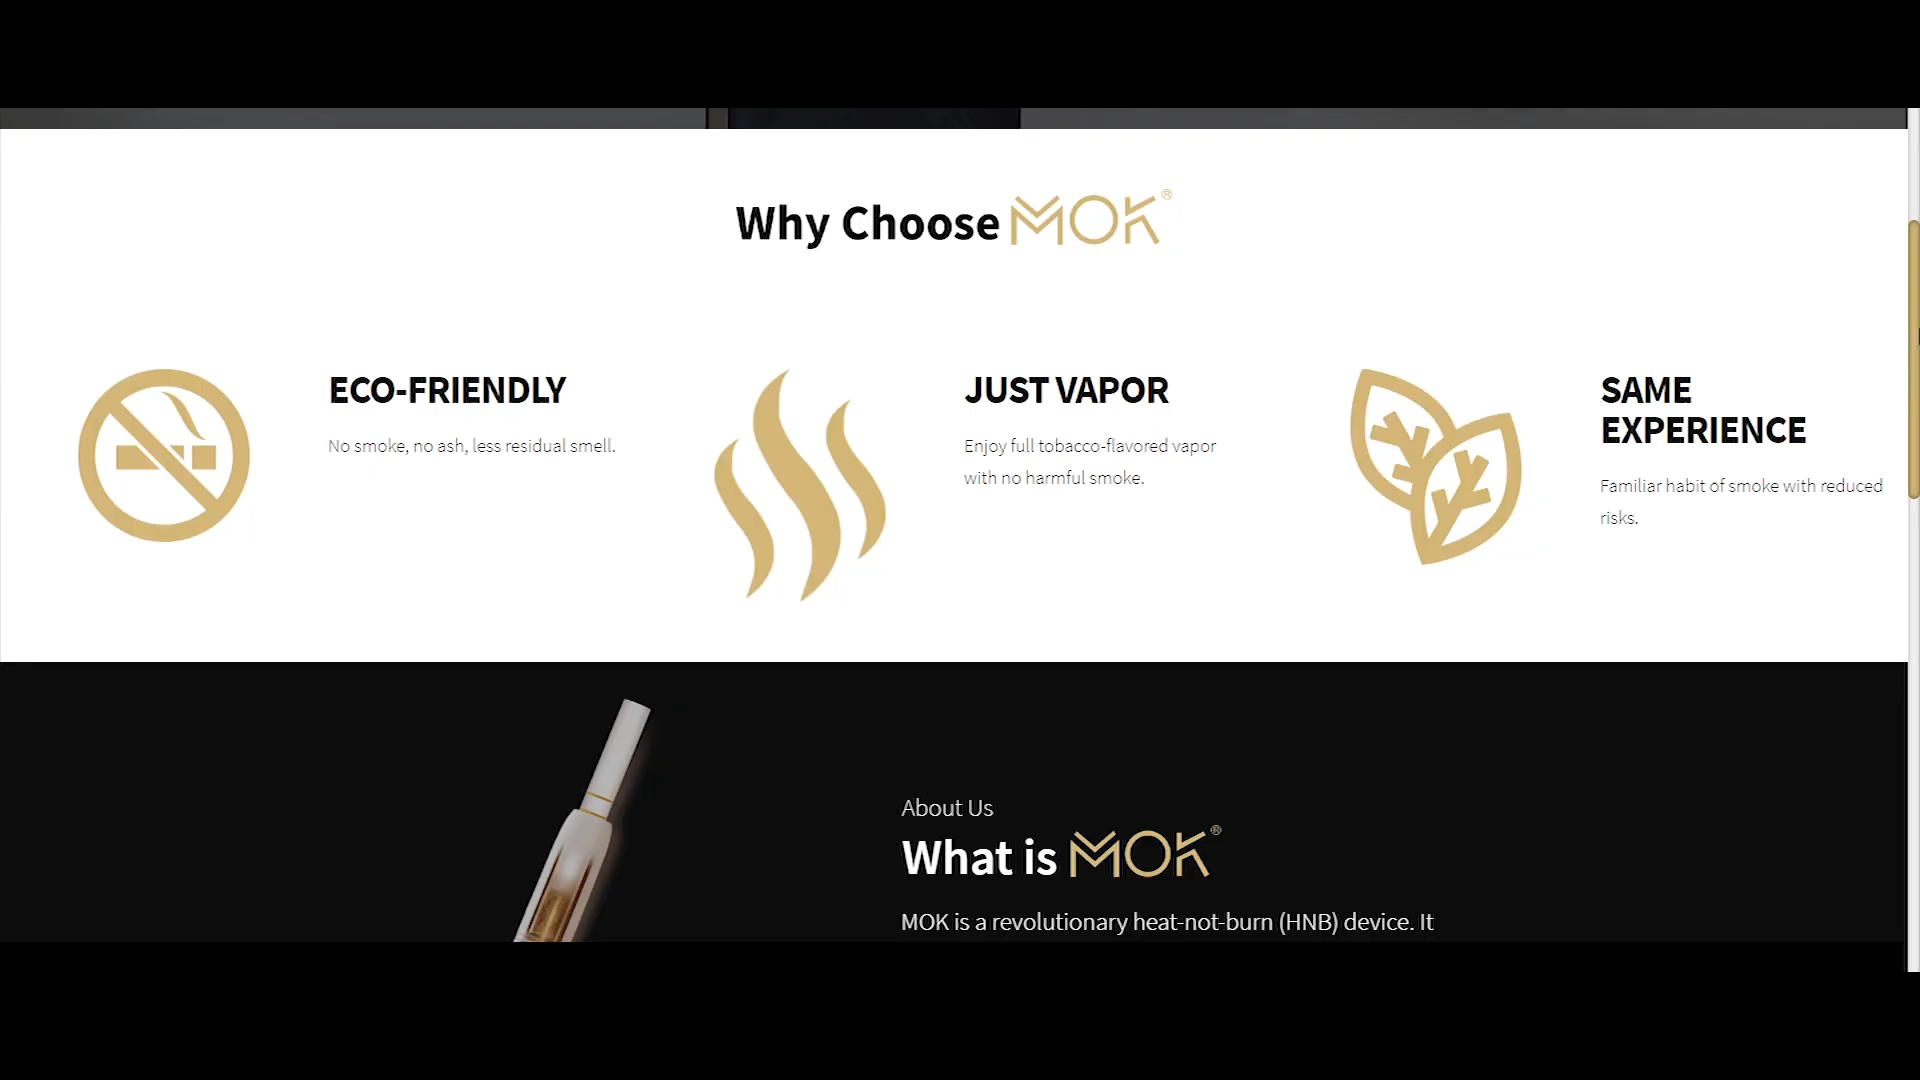 Why Choose MOK®
ECO-FRIENDLY
No smoke, no ash, less residual smell.
JUST VAPOR
Enjoy full tobacco-flavored vapor
with no harmful smoke.
SAME
EXPERIENCE
Familiar habit of smoke with reduced
risks.
About Us
What is MOK®
MOK is a revolutionary heat-not-burn (HNB) device. It